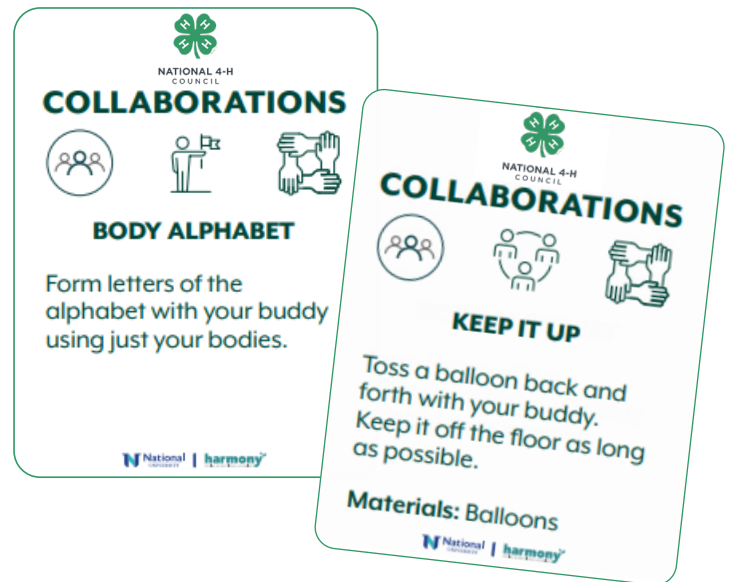 H H H H
NATIONAL 4-H
COUNCIL
COLLABORATIONS
BODY ALPHABET
Form letters of the
alphabet with your buddy
using just your bodies.
National
UNIVERSITY
| harmony
H H H H
NATIONAL 4-H
COUNCIL
COLLABORATIONS
KEEP IT UP
Toss a balloon back and
forth with your buddy.
Keep it off the floor as long
as possible.
Materials: Balloons
National
UNIVERSITY
| harmony